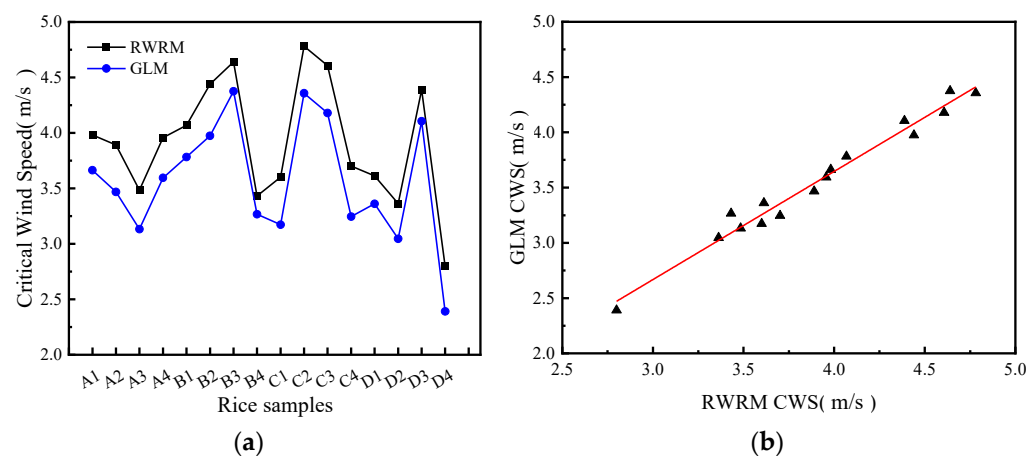 5.0
4.5
4.0
3.5
3.0
2.5
2.0
Critical Wind Speed( m/s )
RWRM
GLM
A1 A2 A3 A4 B1 B2 B3 B4 C1 C2 C3 C4 D1 D2 D3 D4
Rice samples
(a)
5.0
4.5
4.0
3.5
3.0
2.5
2.0
GLM CWS( m/s )
2.5 3.0 3.5 4.0 4.5 5.0
RWRM CWS( m/s )
(b)